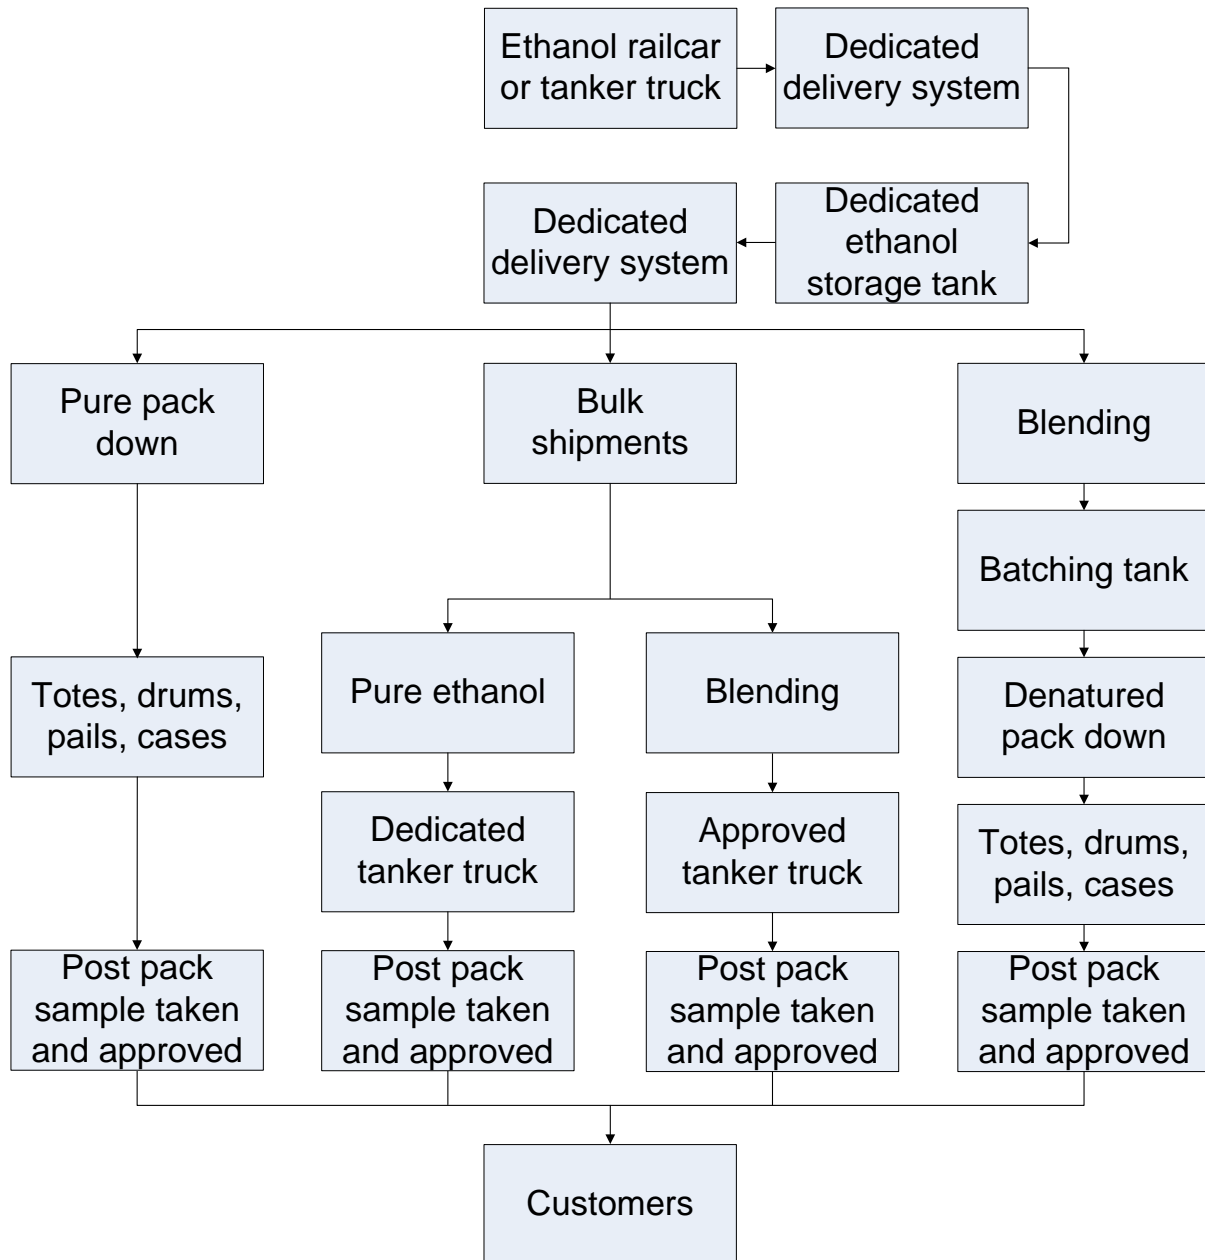 Ethanol railcar
or tanker truck
Dedicated
delivery system
Dedicated
delivery system
Dedicated
ethanol
storage tank
Pure pack
down
Bulk
shipments
Blending
Batching tank
Totes, drums,
pails, cases
Pure ethanol
Blending
Denatured
pack down
Dedicated
tanker truck
Approved
tanker truck
Totes, drums,
pails, cases
Post pack
sample taken
and approved
Post pack
sample taken
and approved
Post pack
sample taken
and approved
Post pack
sample taken
and approved
Customers